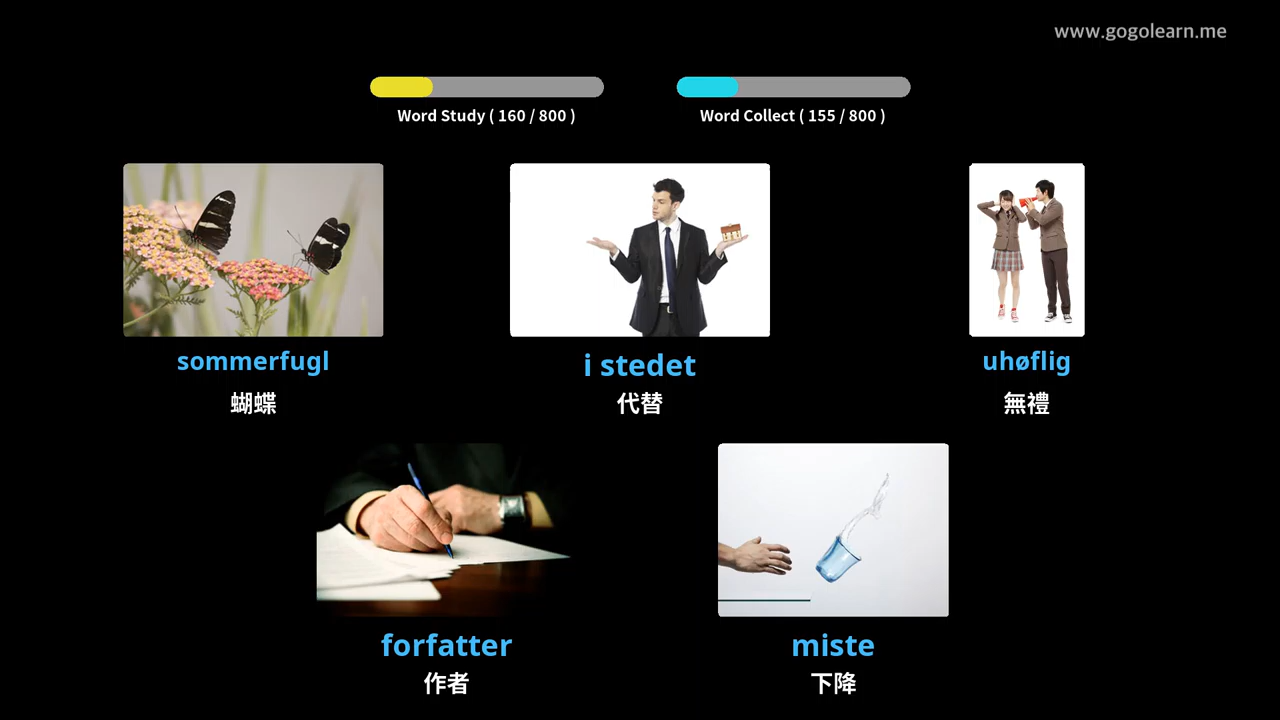 www.gogolearn.me
Word Study ( 160 / 800 )
Word Collect ( 155 / 800 )
sommerfugl
蝴蝶
i stedet
代替
uhøflig
無禮
forfatter
作者
miste
下降